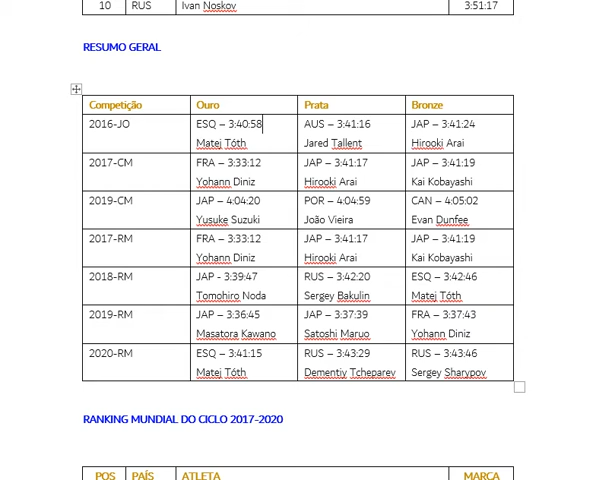 10 RUS Ivan Noskov 3:51:17
RESUMO GERAL
Competição Ouro Prata Bronze
2016-JO ESQ – 3:40:58 AUS – 3:41:16 JAP – 3:41:24
Matej Tóth Jared Tallent Hirooki Arai
2017-CM FRA – 3:33:12 JAP – 3:41:17 JAP – 3:41:19
Yohann Diniz Hirooki Arai Kai Kobayashi
2019-CM JAP – 4:04:20 POR – 4:04:59 CAN – 4:05:02
Yusuke Suzuki João Vieira Evan Dunfee
2017-RM FRA – 3:33:12 JAP – 3:41:17 JAP – 3:41:19
Yohann Diniz Hirooki Arai Kai Kobayashi
2018-RM JAP - 3:39:47 RUS – 3:42:20 ESQ – 3:42:46
Tomohiro Noda Sergey Bakulin Matej Tóth
2019-RM JAP – 3:36:45 JAP – 3:37:39 FRA – 3:37:43
Masatora Kawano Satoshi Maruo Yohann Diniz
2020-RM ESQ – 3:41:15 RUS – 3:43:29 RUS – 3:43:46
Matej Tóth Dementiy Tcheparev Sergey Sharypov
RANKING MUNDIAL DO CICLO 2017-2020
POS PAÍS ATLETA MARCA